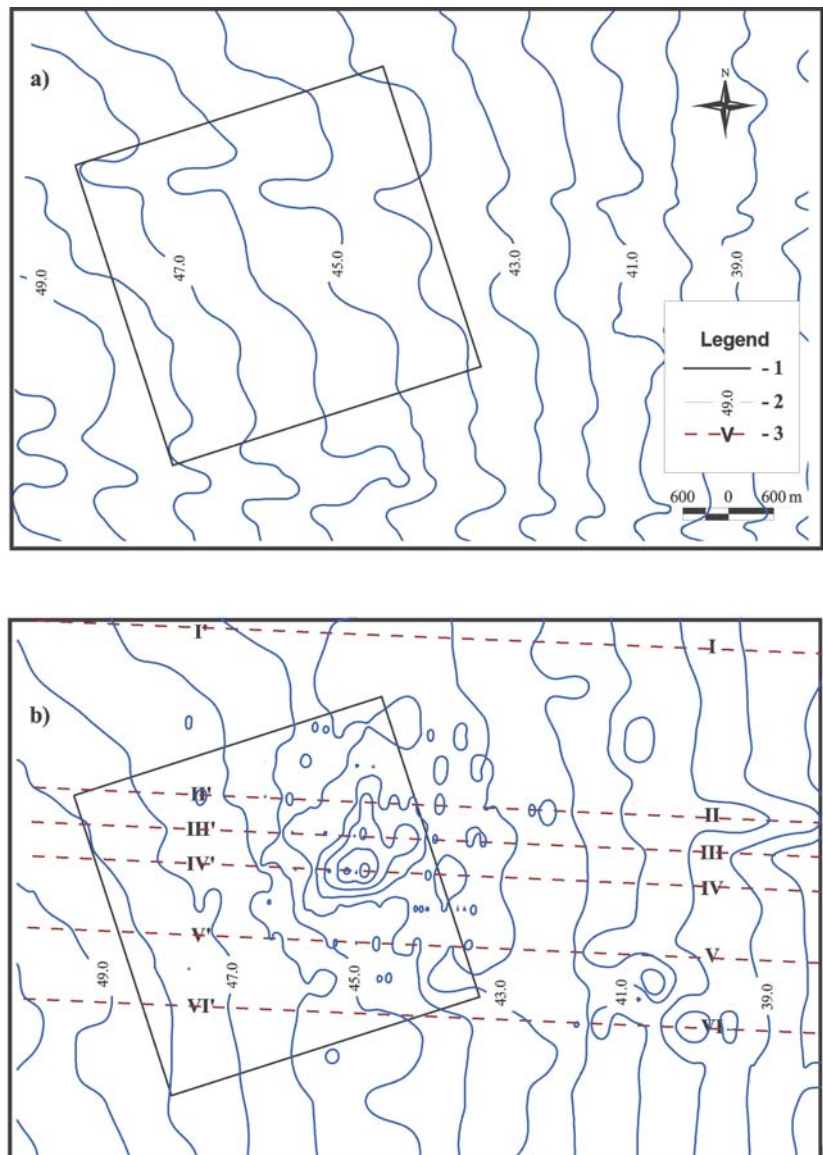 a)
N
49.0
47.0
45.0
43.0
41.0
39.0
Legend
- 1
49.0 - 2
V - 3
600 0 600 m
b)
I' I
II' II
III' III
IV' IV
V' V
49.0
47.0
45.0
43.0
41.0
39.0
VI' VI